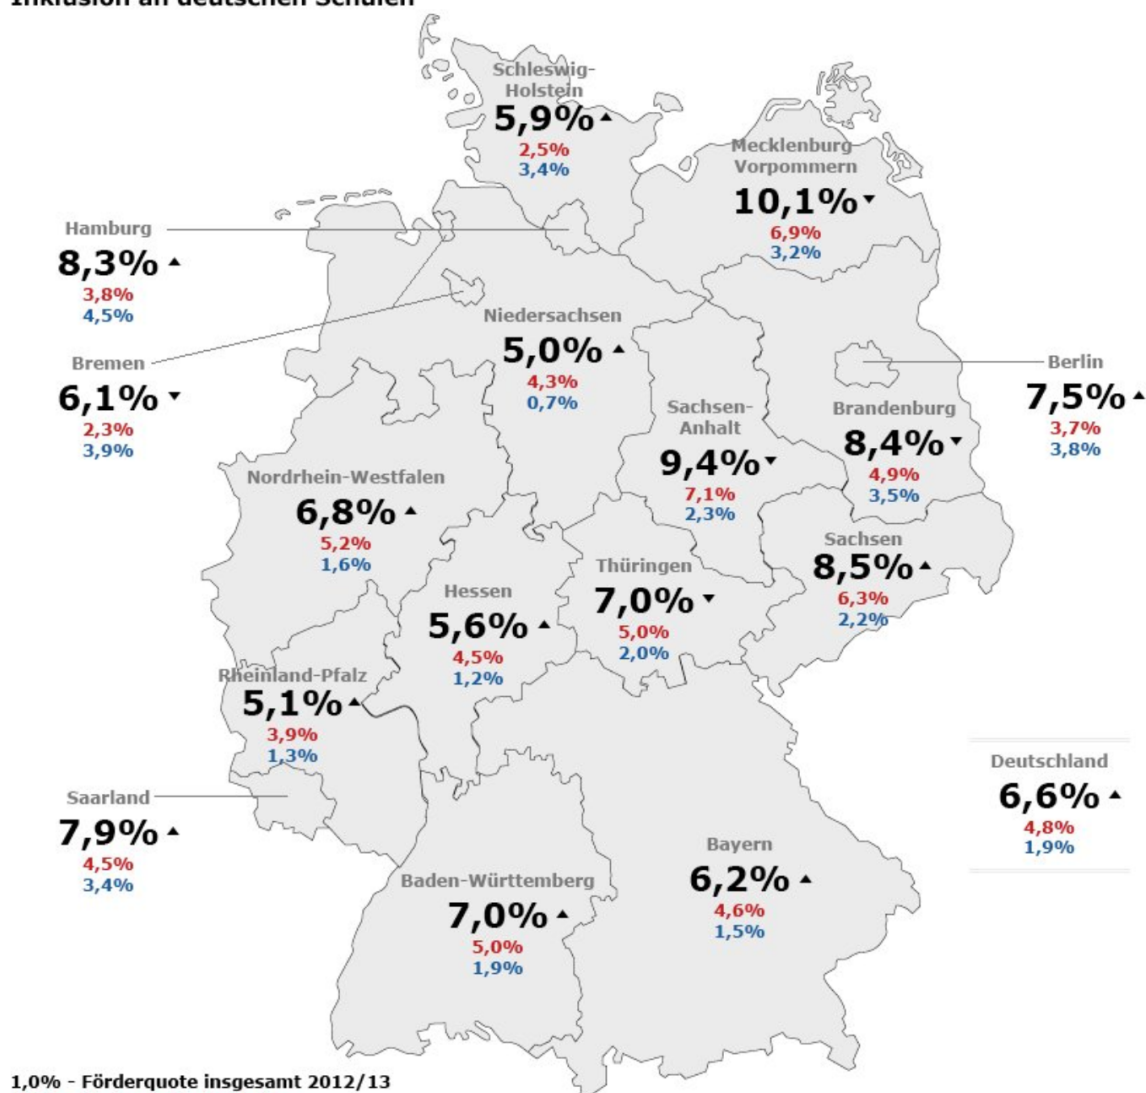 Inklusion an deutschen Schulen
Schleswig-
Holstein
5,9% ▲
2,5%
3,4%
Mecklenburg
Vorpommern
10,1% ▼
6,9%
3,2%
Hamburg
8,3% ▲
3,8%
4,5%
Bremen
6,1% ▼
2,3%
3,9%
Niedersachsen
5,0% ▲
4,3%
0,7%
Berlin
7,5% ▲
3,7%
3,8%
Sachsen-
Anhalt
9,4% ▼
7,1%
2,3%
Brandenburg
8,4% ▼
4,9%
3,5%
Nordrhein-Westfalen
6,8% ▲
5,2%
1,6%
Hessen
5,6% ▲
4,5%
1,2%
Thüringen
7,0% ▼
5,0%
2,0%
Sachsen
8,5% ▲
6,3%
2,2%
Rheinland-Pfalz
5,1% ▲
3,9%
1,3%
Saarland
7,9% ▲
4,5%
3,4%
Deutschland
6,6% ▲
4,8%
1,9%
Baden-Württemberg
7,0% ▲
5,0%
1,9%
Bayern
6,2% ▲
4,6%
1,5%
1,0% - Förderquote insgesamt 2012/13